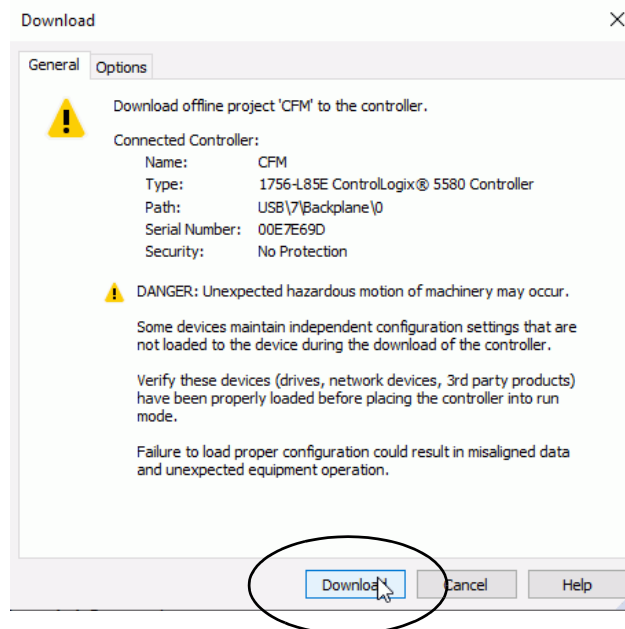 Download
General Options
Download offline project 'CFM' to the controller.
Connected Controller:
Name: CFM
Type: 1756-L85E ControlLogix® 5580 Controller
Path: USB\7\Backplane\0
Serial Number: 00E7E69D
Security: No Protection
DANGER: Unexpected hazardous motion of machinery may occur.
Some devices maintain independent configuration settings that are
not loaded to the device during the download of the controller.
Verify these devices (drives, network devices, 3rd party products)
have been properly loaded before placing the controller into run
mode.
Failure to load proper configuration could result in misaligned data
and unexpected equipment operation.
Download Cancel Help